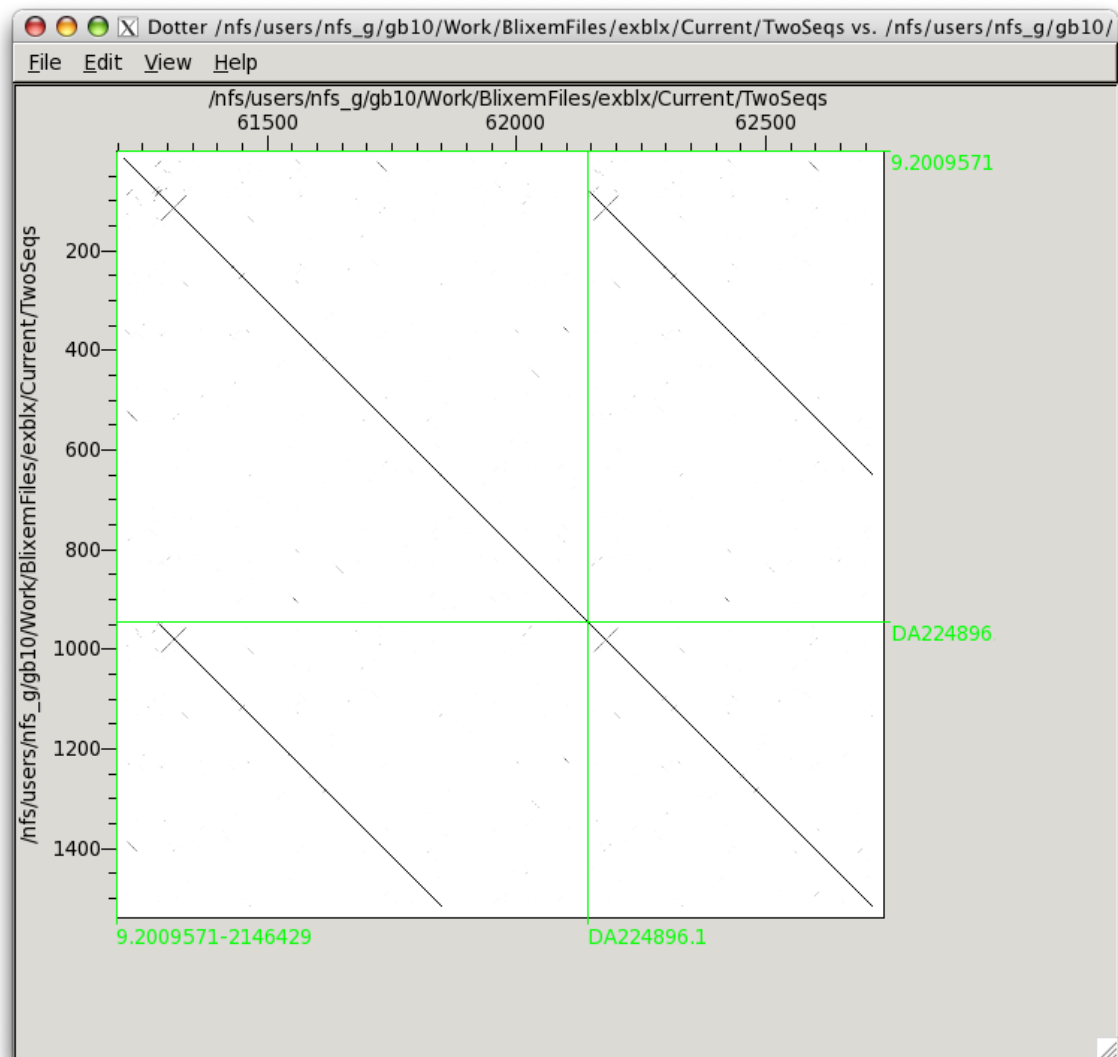 X Dotter /nfs/users/nfs_g/gb10/Work/BlixemFiles/exblx/Current/TwoSeqs vs. /nfs/users/nfs_g/gb10/
File Edit View Help
/nfs/users/nfs_g/gb10/Work/BlixemFiles/exblx/Current/TwoSeqs
61500 62000 62500
9.2009571
/nfs/users/nfs_g/gb10/Work/BlixemFiles/exblx/Current/TwoSeqs
200
400
600
800
DA224896.
1000
1200
1400
9.2009571-2146429 DA224896.1